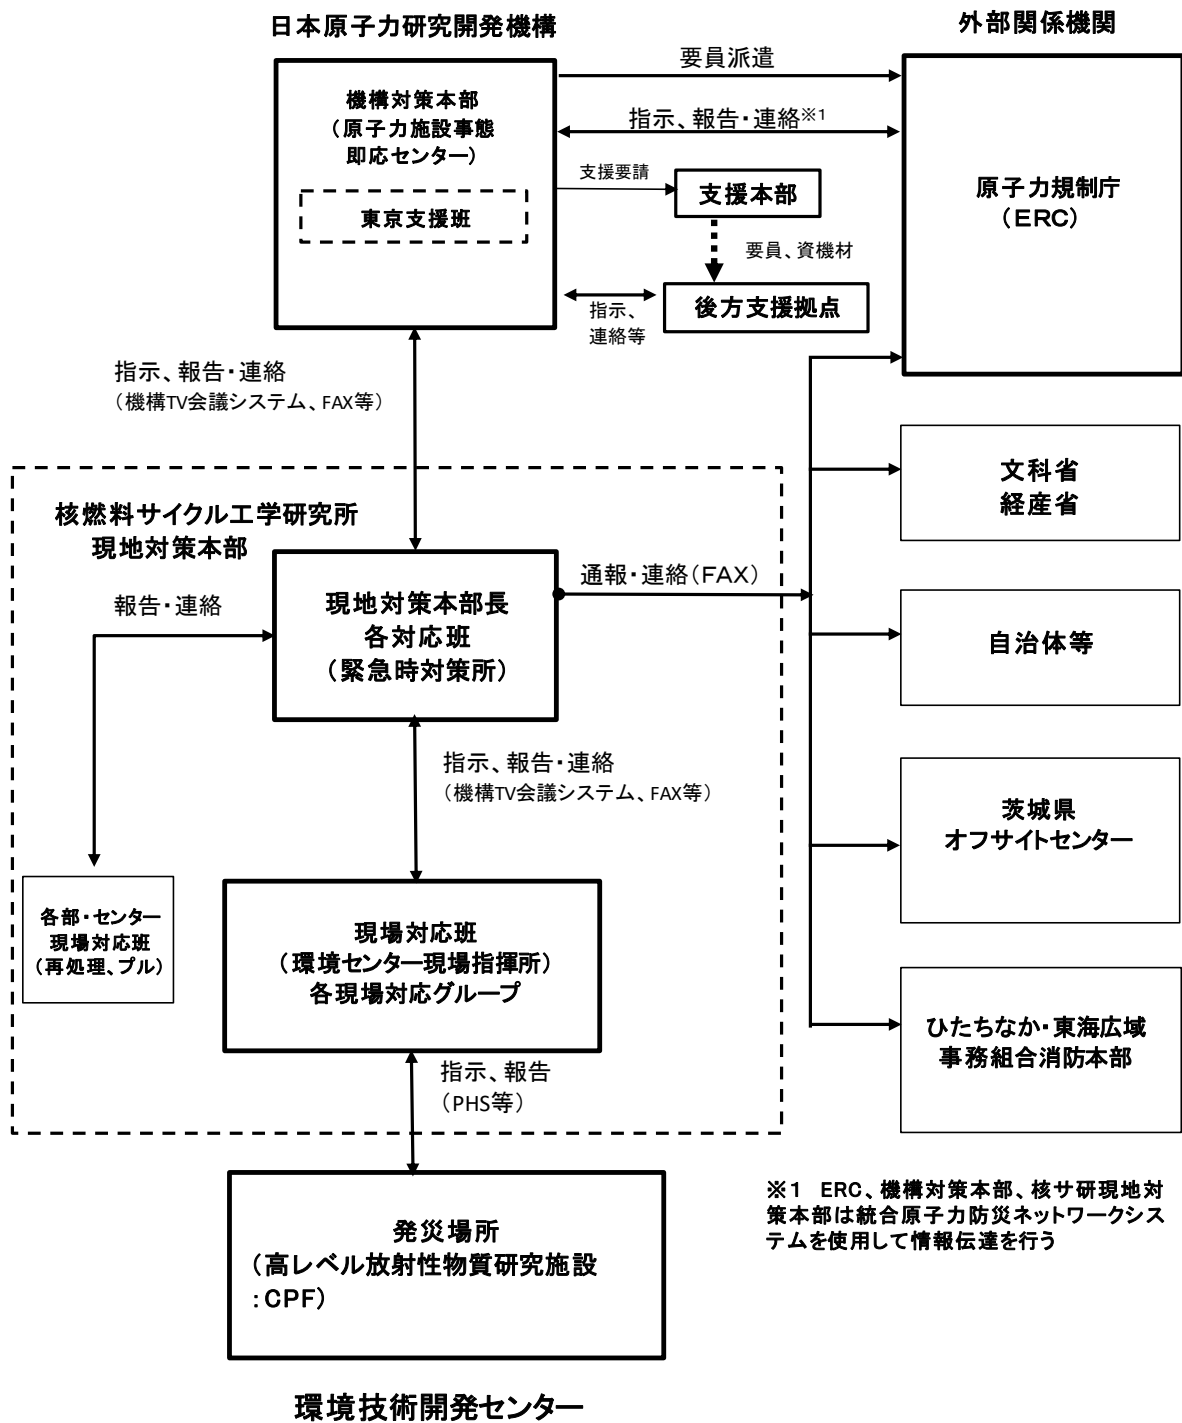 日本原子力研究開発機構
外部関係機関
機構対策本部
（原子力施設事態
即応センター）
東京支援班
要員派遣
指示、報告・連絡※1
支援要請
支援本部
要員、資機材
後方支援拠点
指示、
連絡等
原子力規制庁
（ERC）
指示、報告・連絡
（機構TV会議システム、FAX等）
文科省
経産省
核燃料サイクル工学研究所
現地対策本部
現地対策本部長
各対応班
（緊急時対策所）
通報・連絡（FAX）
報告・連絡
自治体等
指示、報告・連絡
（機構TV会議システム、FAX等）
茨城県
オフサイトセンター
各部・センター
現場対応班
（再処理、プル）
現場対応班
（環境センター現場指揮所）
各現場対応グループ
ひたちなか・東海広域
事務組合消防本部
指示、報告
（PHS等）
発災場所
（高レベル放射性物質研究施設
：CPF）
※１　ERC、機構対策本部、核サ研現地対
策本部は統合原子力防災ネットワークシス
テムを使用して情報伝達を行う
環境技術開発センター